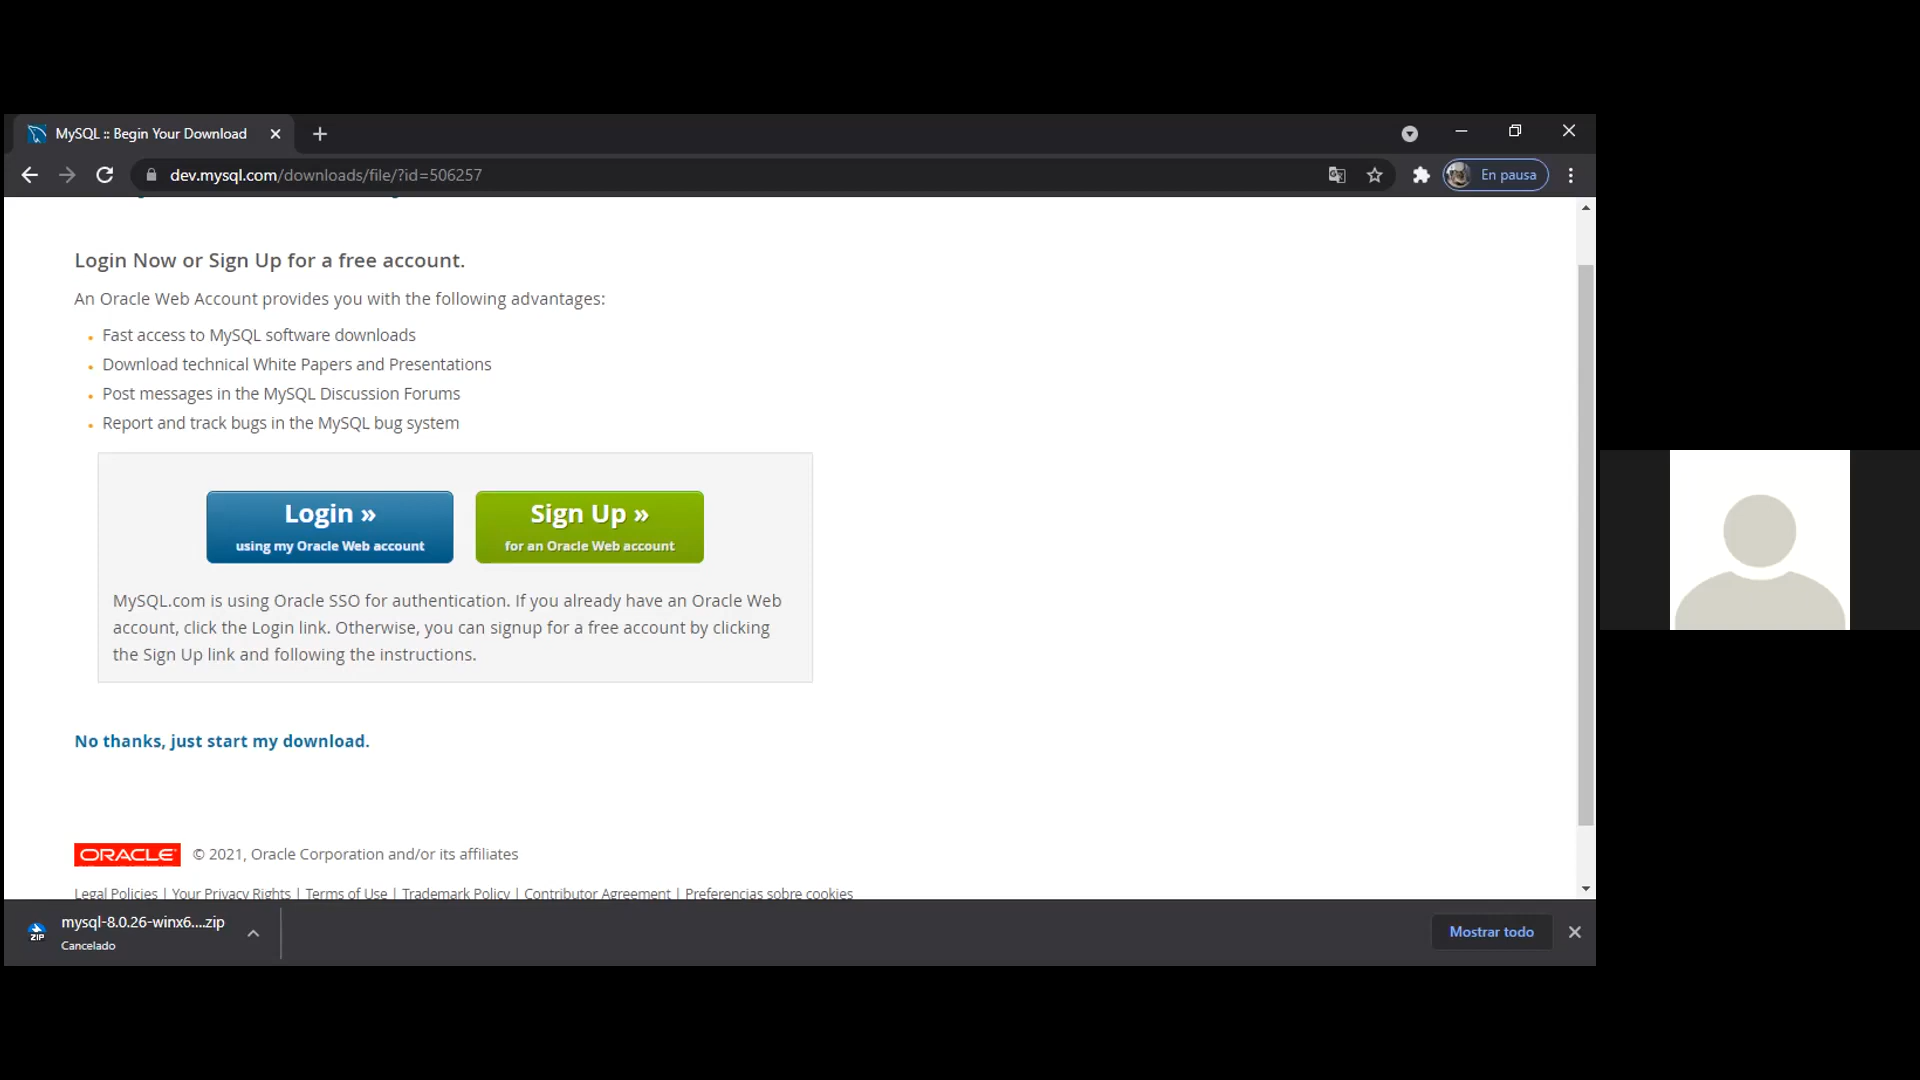 MySQL :: Begin Your Download
dev.mysql.com/downloads/file/?id=506257
En pausa
Login Now or Sign Up for a free account.
An Oracle Web Account provides you with the following advantages:
Fast access to MySQL software downloads
Download technical White Papers and Presentations
Post messages in the MySQL Discussion Forums
Report and track bugs in the MySQL bug system
Login »
using my Oracle Web account
Sign Up »
for an Oracle Web account
MySQL.com is using Oracle SSO for authentication. If you already have an Oracle Web
account, click the Login link. Otherwise, you can signup for a free account by clicking
the Sign Up link and following the instructions.
No thanks, just start my download.
ORACLE © 2021, Oracle Corporation and/or its affiliates
Legal Policies | Your Privacy Rights | Terms of Use | Trademark Policy | Contributor Agreement | Preferencias sobre cookies
ZIP
mysql-8.0.26-winx6....zip
Cancelado
Mostrar todo